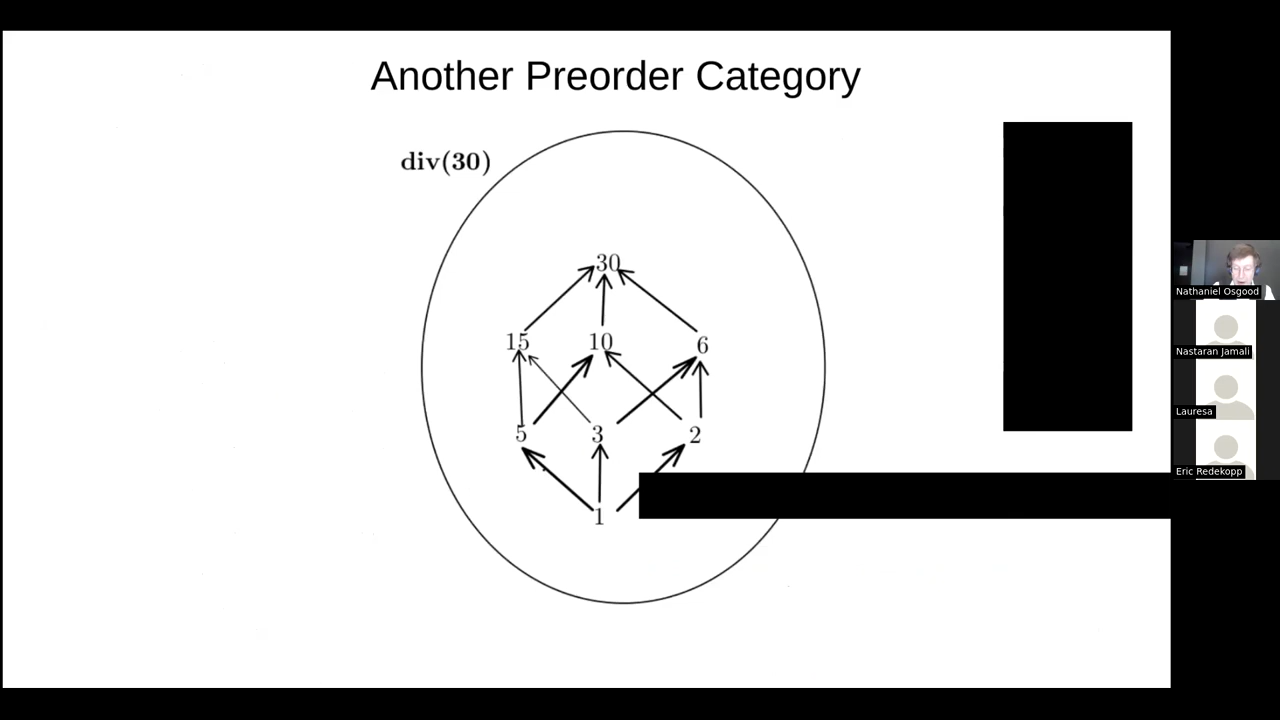 Another Preorder Category
div(30)
30
15 10 6
5 3 2
1
Nathaniel Osgood
Nastaran Jamali
Lauresa
Eric Redekopp